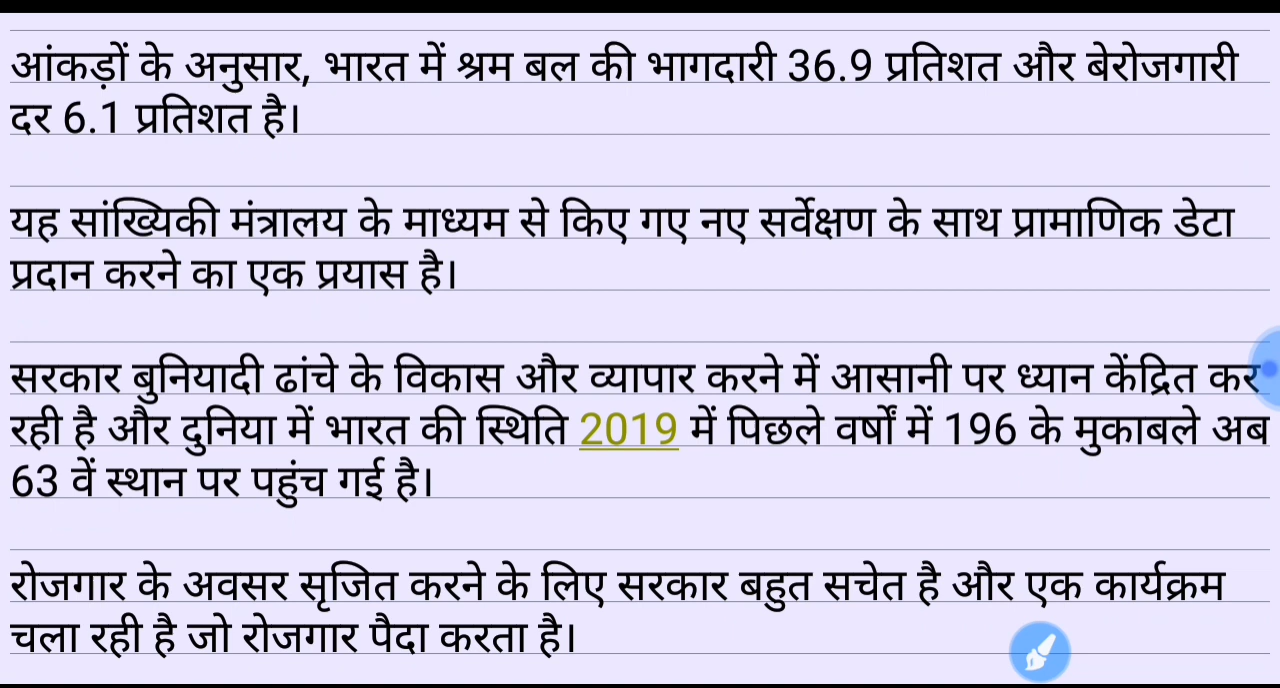 आंकड़ों के अनुसार, भारत में श्रम बल की भागदारी 36.9 प्रतिशत और बेरोजगारी
दर 6.1 प्रतिशत है।
यह सांख्यिकी मंत्रालय के माध्यम से किए गए नए सर्वेक्षण के साथ प्रामाणिक डेटा
प्रदान करने का एक प्रयास है।
सरकार बुनियादी ढांचे के विकास और व्यापार करने में आसानी पर ध्यान केंद्रित कर
रही है और दुनिया में भारत की स्थिति 2019 में पिछले वर्षों में 196 के मुकाबले अब
63 वें स्थान पर पहुंच गई है।
रोजगार के अवसर सृजित करने के लिए सरकार बहुत सचेत है और एक कार्यक्रम
चला रही है जो रोजगार पैदा करता है।